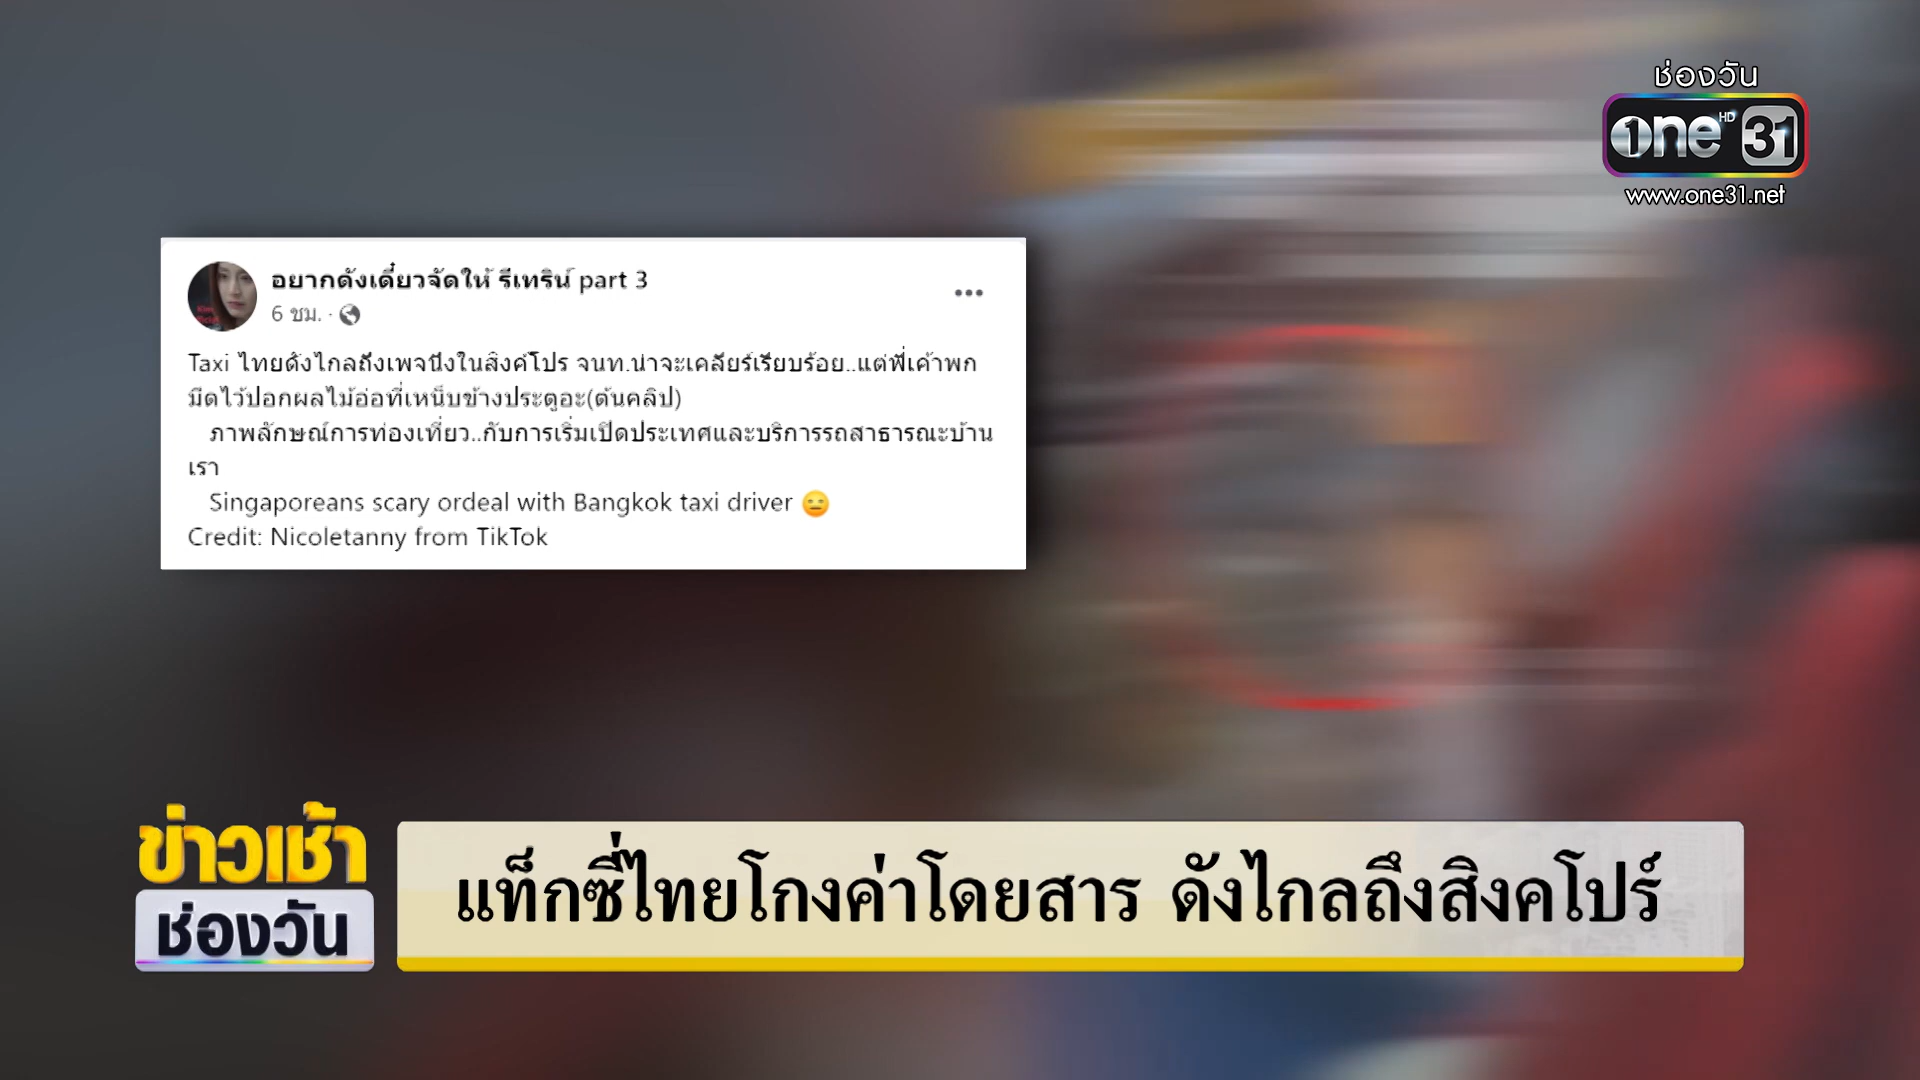 ช่องวัน
one HD 31
www.one31.net
อยากดังเดี๋ยวจัดให้ รีเทริน์ part 3
6 ชม. ·
Taxi ไทยดังไกลถึงเพจนึงในสิงค์โปร จนท.น่าจะเคลียร์เรียบร้อย..แต่พี่เค้าพก
มีดไว้ปอกผลไม้อ่อที่เหน็บข้างประตูอะ(ต้นคลิป)
ภาพลักษณ์การท่องเที่ยว..กับการเริ่มเปิดประเทศและบริการรถสาธารณะบ้าน
เรา
Singaporeans scary ordeal with Bangkok taxi driver 😑
Credit: Nicoletanny from TikTok
ข่าวเช้า
ช่องวัน
แท็กซี่ไทยโกงค่าโดยสาร ดังไกลถึงสิงคโปร์